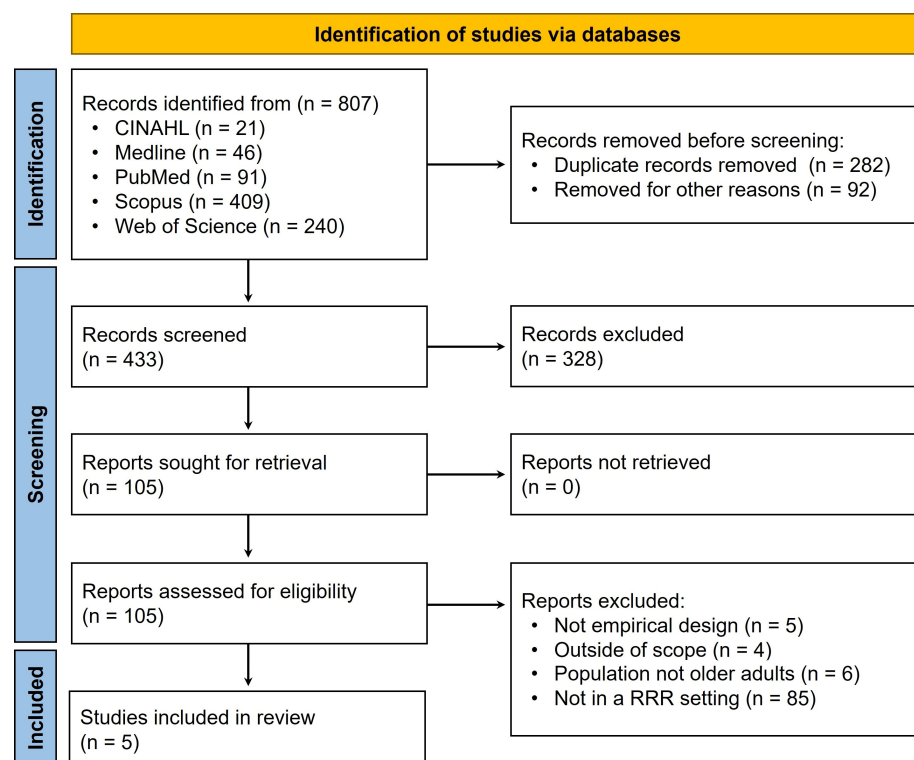 Identification of studies via databases
Identification
Records identified from (n = 807)
• CINAHL (n = 21)
• Medline (n = 46)
• PubMed (n = 91)
• Scopus (n = 409)
• Web of Science (n = 240)
Records removed before screening:
• Duplicate records removed (n = 282)
• Removed for other reasons (n = 92)
Screening
Records screened
(n = 433)
Records excluded
(n = 328)
Reports sought for retrieval
(n = 105)
Reports not retrieved
(n = 0)
Reports assessed for eligibility
(n = 105)
Reports excluded:
• Not empirical design (n = 5)
• Outside of scope (n = 4)
• Population not older adults (n = 6)
• Not in a RRR setting (n = 85)
Included
Studies included in review
(n = 5)